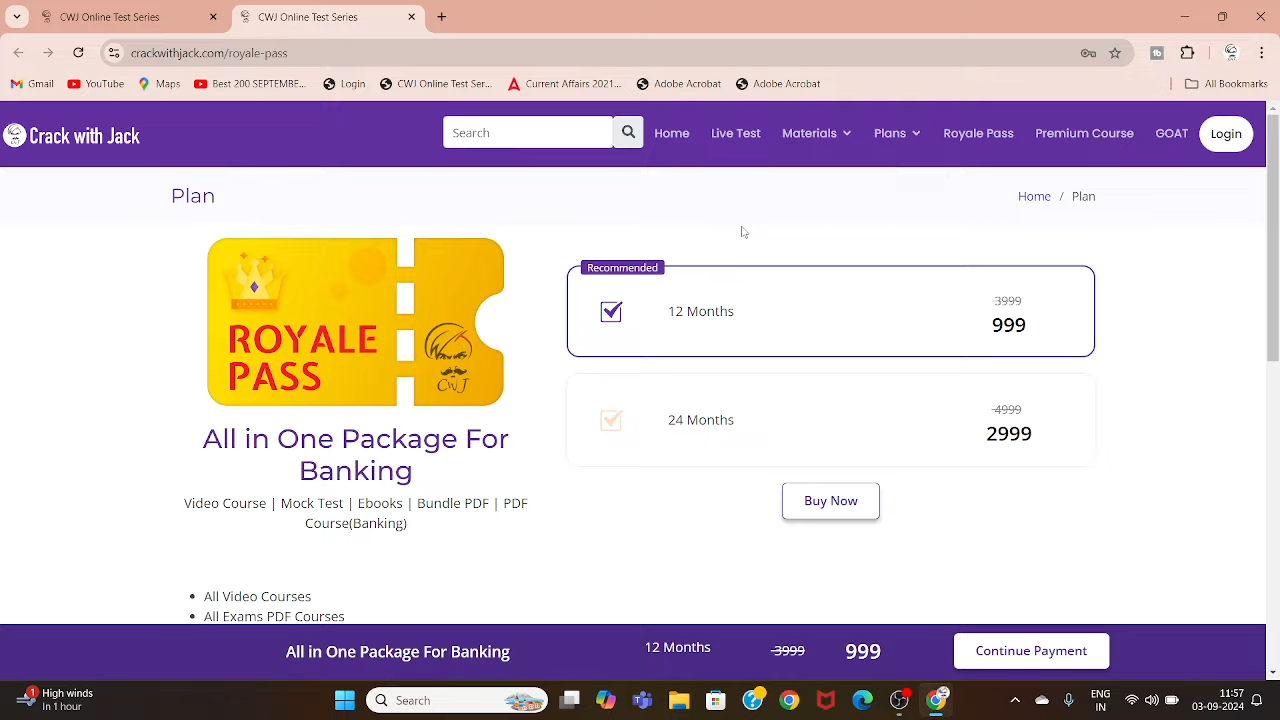 CWJ Online Test Series
CWJ Online Test Series
crackwithjack.com/royale-pass
Gmail
YouTube
Maps
Best 200 SEPTEMBE...
Login
CWJ Online Test Ser...
Current Affairs 2021...
Adobe Acrobat
Adobe Acrobat
All Bookmarks
Crack with Jack
Search
Home
Live Test
Materials
Plans
Royale Pass
Premium Course
GOAT
Login
Plan
Home / Plan
ROYALE
PASS
CWJ
All in One Package For
Banking
Video Course | Mock Test | Ebooks | Bundle PDF | PDF
Course(Banking)
• All Video Courses
• All Exams PDF Courses
Recommended
12 Months
3999
999
24 Months
4999
2999
Buy Now
All in One Package For Banking
12 Months
3999
999
Continue Payment
1
High winds
In 1 hour
Search
ENG
IN
11:57
03-09-2024